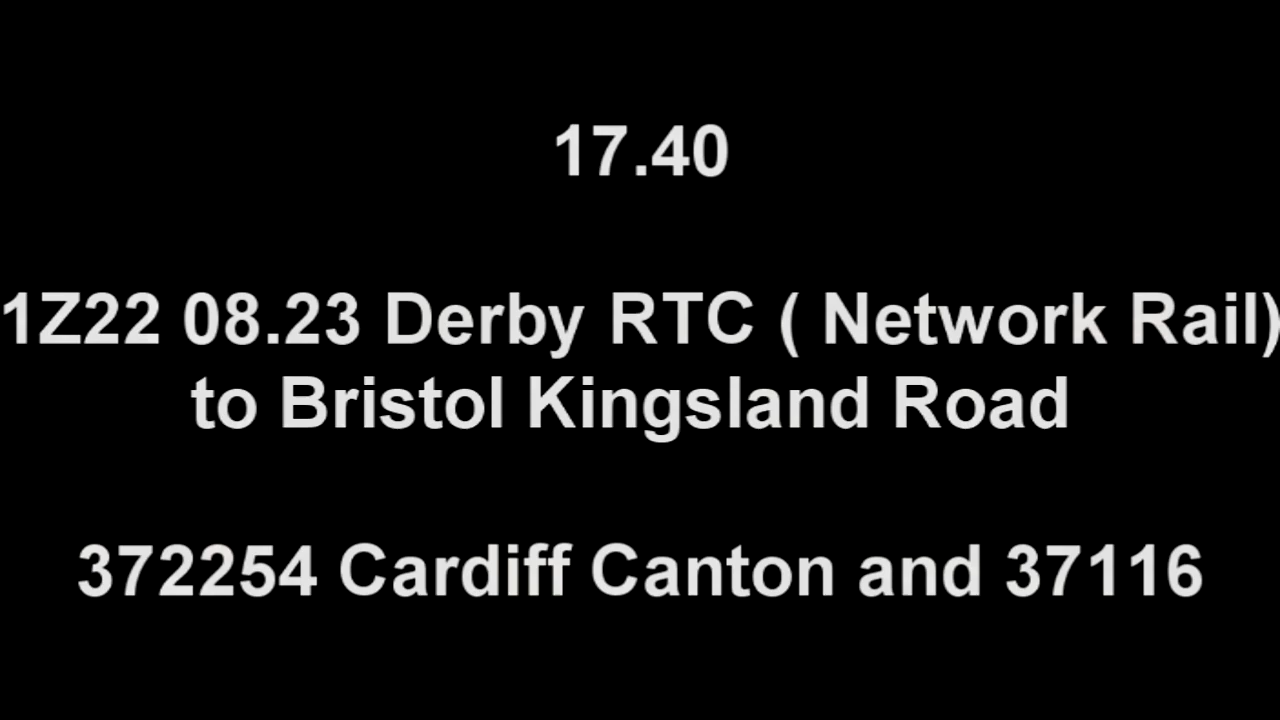 17.40
1Z22 08.23 Derby RTC ( Network Rail)
to Bristol Kingsland Road
372254 Cardiff Canton and 37116